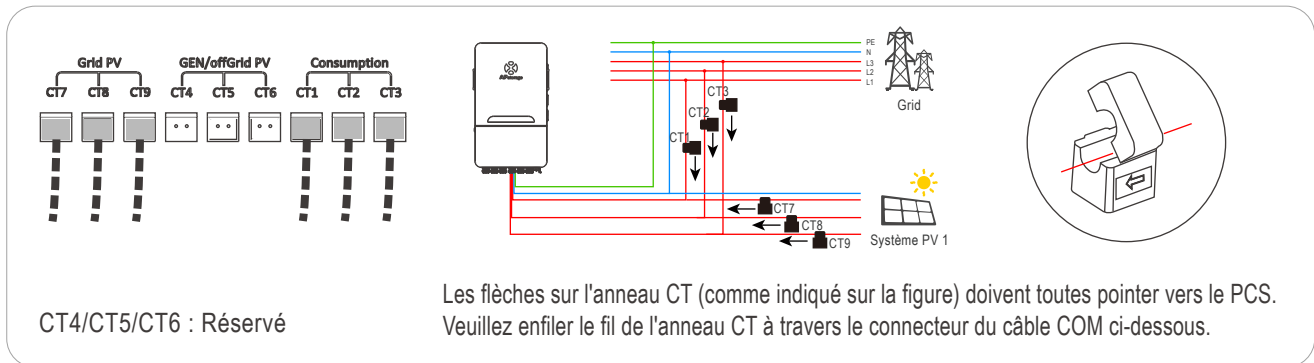 Grid PV
GEN/offGrid PV
Consumption
CT7
CT8
CT9
CT4
CT5
CT6
CT1
CT2
CT3
APstorage
PE
N
L3
L2
L1
CT3
CT2
CT1
Grid
CT7
CT8
CT9
Système PV 1
CT4/CT5/CT6 : Réservé
Les flèches sur l'anneau CT (comme indiqué sur la figure) doivent toutes pointer vers le PCS.
Veuillez enfiler le fil de l'anneau CT à travers le connecteur du câble COM ci-dessous.